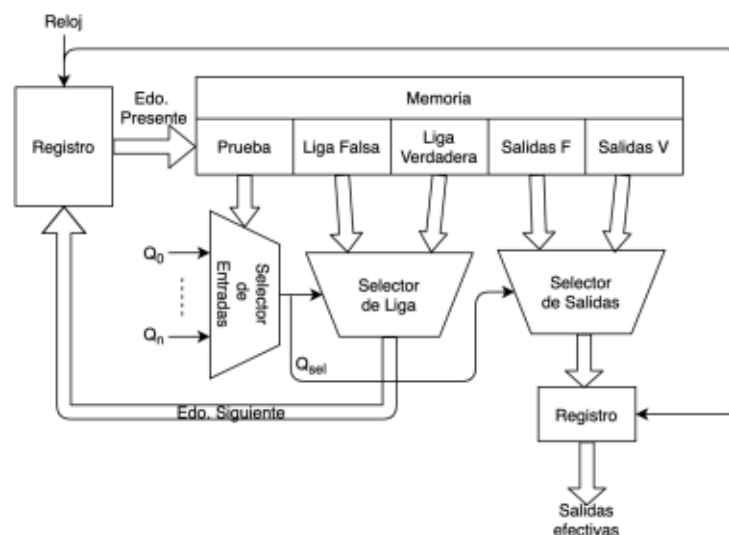 Reloj
Edo.
Presente
Registro
Memoria
Prueba
Liga Falsa
Liga
Verdadera
Salidas F
Salidas V
Q0
Qn
Selector
de
Entradas
Selector
de Liga
Selector
de Salidas
Qsel
Edo. Siguiente
Registro
Salidas
efectivas